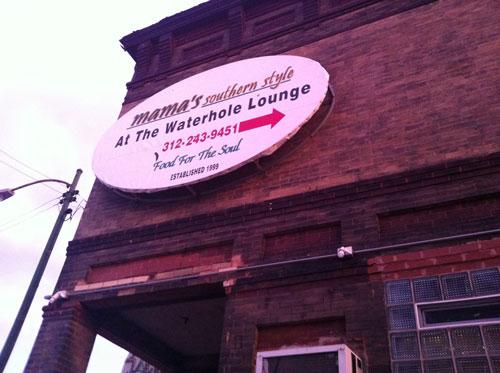 mama's southern style
At The Waterhole Lounge
312-243-9451
Food For The Soul
ESTABLISHED 1999